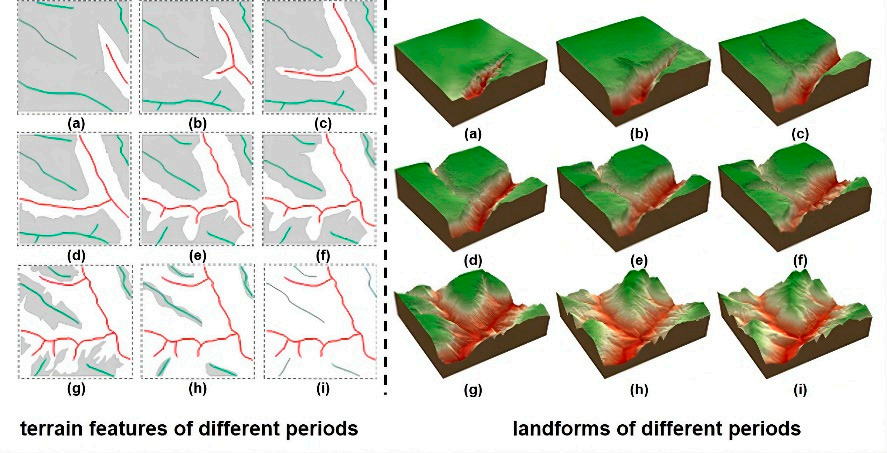 (a) (b) (c)
(d) (e) (f)
(g) (h) (i)
terrain features of different periods
(a) (b) (c)
(d) (e) (f)
(g) (h) (i)
landforms of different periods